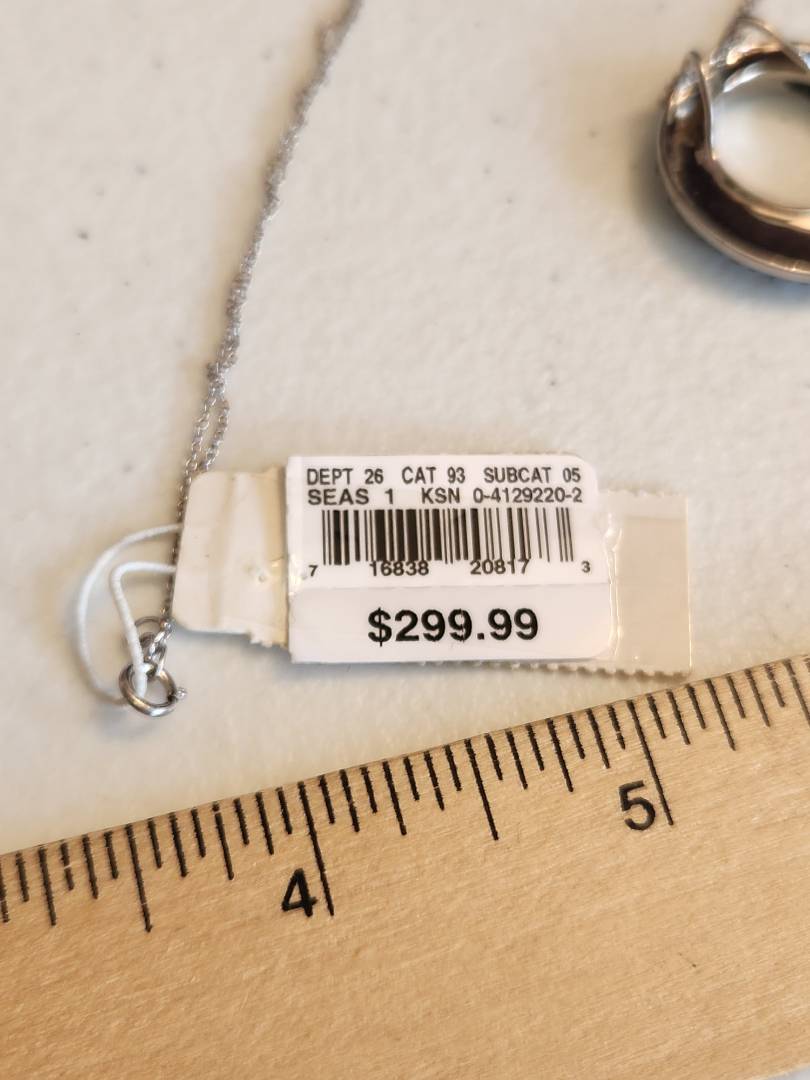 DEPT 26 CAT 93 SUBCAT 05
SEAS 1 KSN 0-4129220-2
7 16838 20817 3
$299.99
4 5